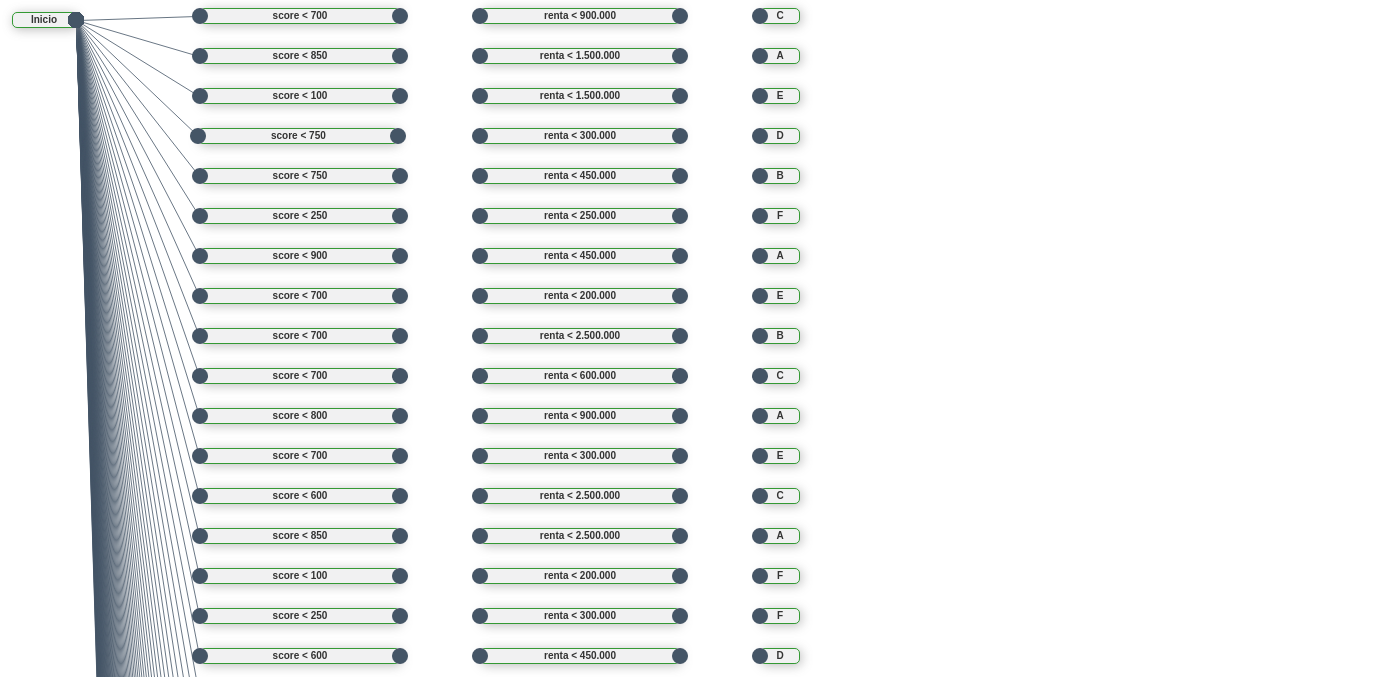 Inicio
score < 700 renta < 900.000 C
score < 850 renta < 1.500.000 A
score < 100 renta < 1.500.000 E
score < 750 renta < 300.000 D
score < 750 renta < 450.000 B
score < 250 renta < 250.000 F
score < 900 renta < 450.000 A
score < 700 renta < 200.000 E
score < 700 renta < 2.500.000 B
score < 700 renta < 600.000 C
score < 800 renta < 900.000 A
score < 700 renta < 300.000 E
score < 600 renta < 2.500.000 C
score < 850 renta < 2.500.000 A
score < 100 renta < 200.000 F
score < 250 renta < 300.000 F
score < 600 renta < 450.000 D